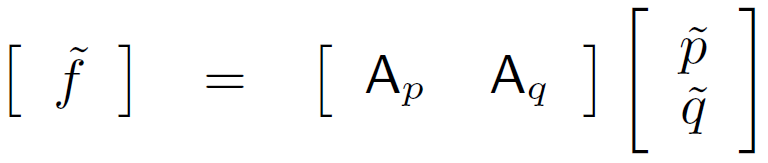 [ f̃ ] = [ A_p A_q ] [ p̃
q̃ ]